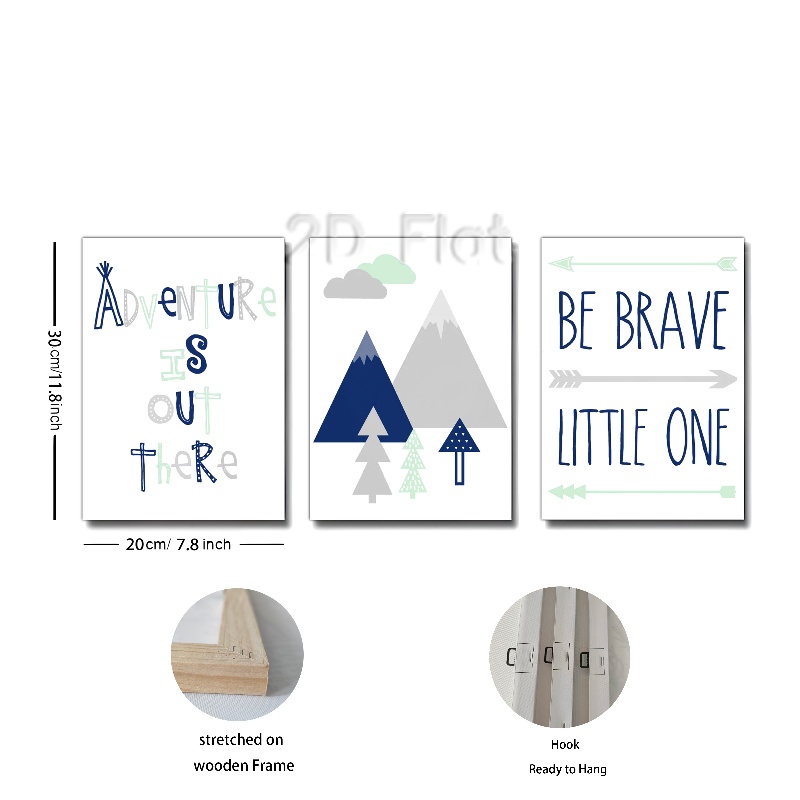 2D Flat
ADVENTURE
IS
OUT
tHeRe
BE BRAVE
LITTLE ONE
30cm/11.8inch
20cm/ 7.8 inch
stretched on
wooden Frame
Hook
Ready to Hang